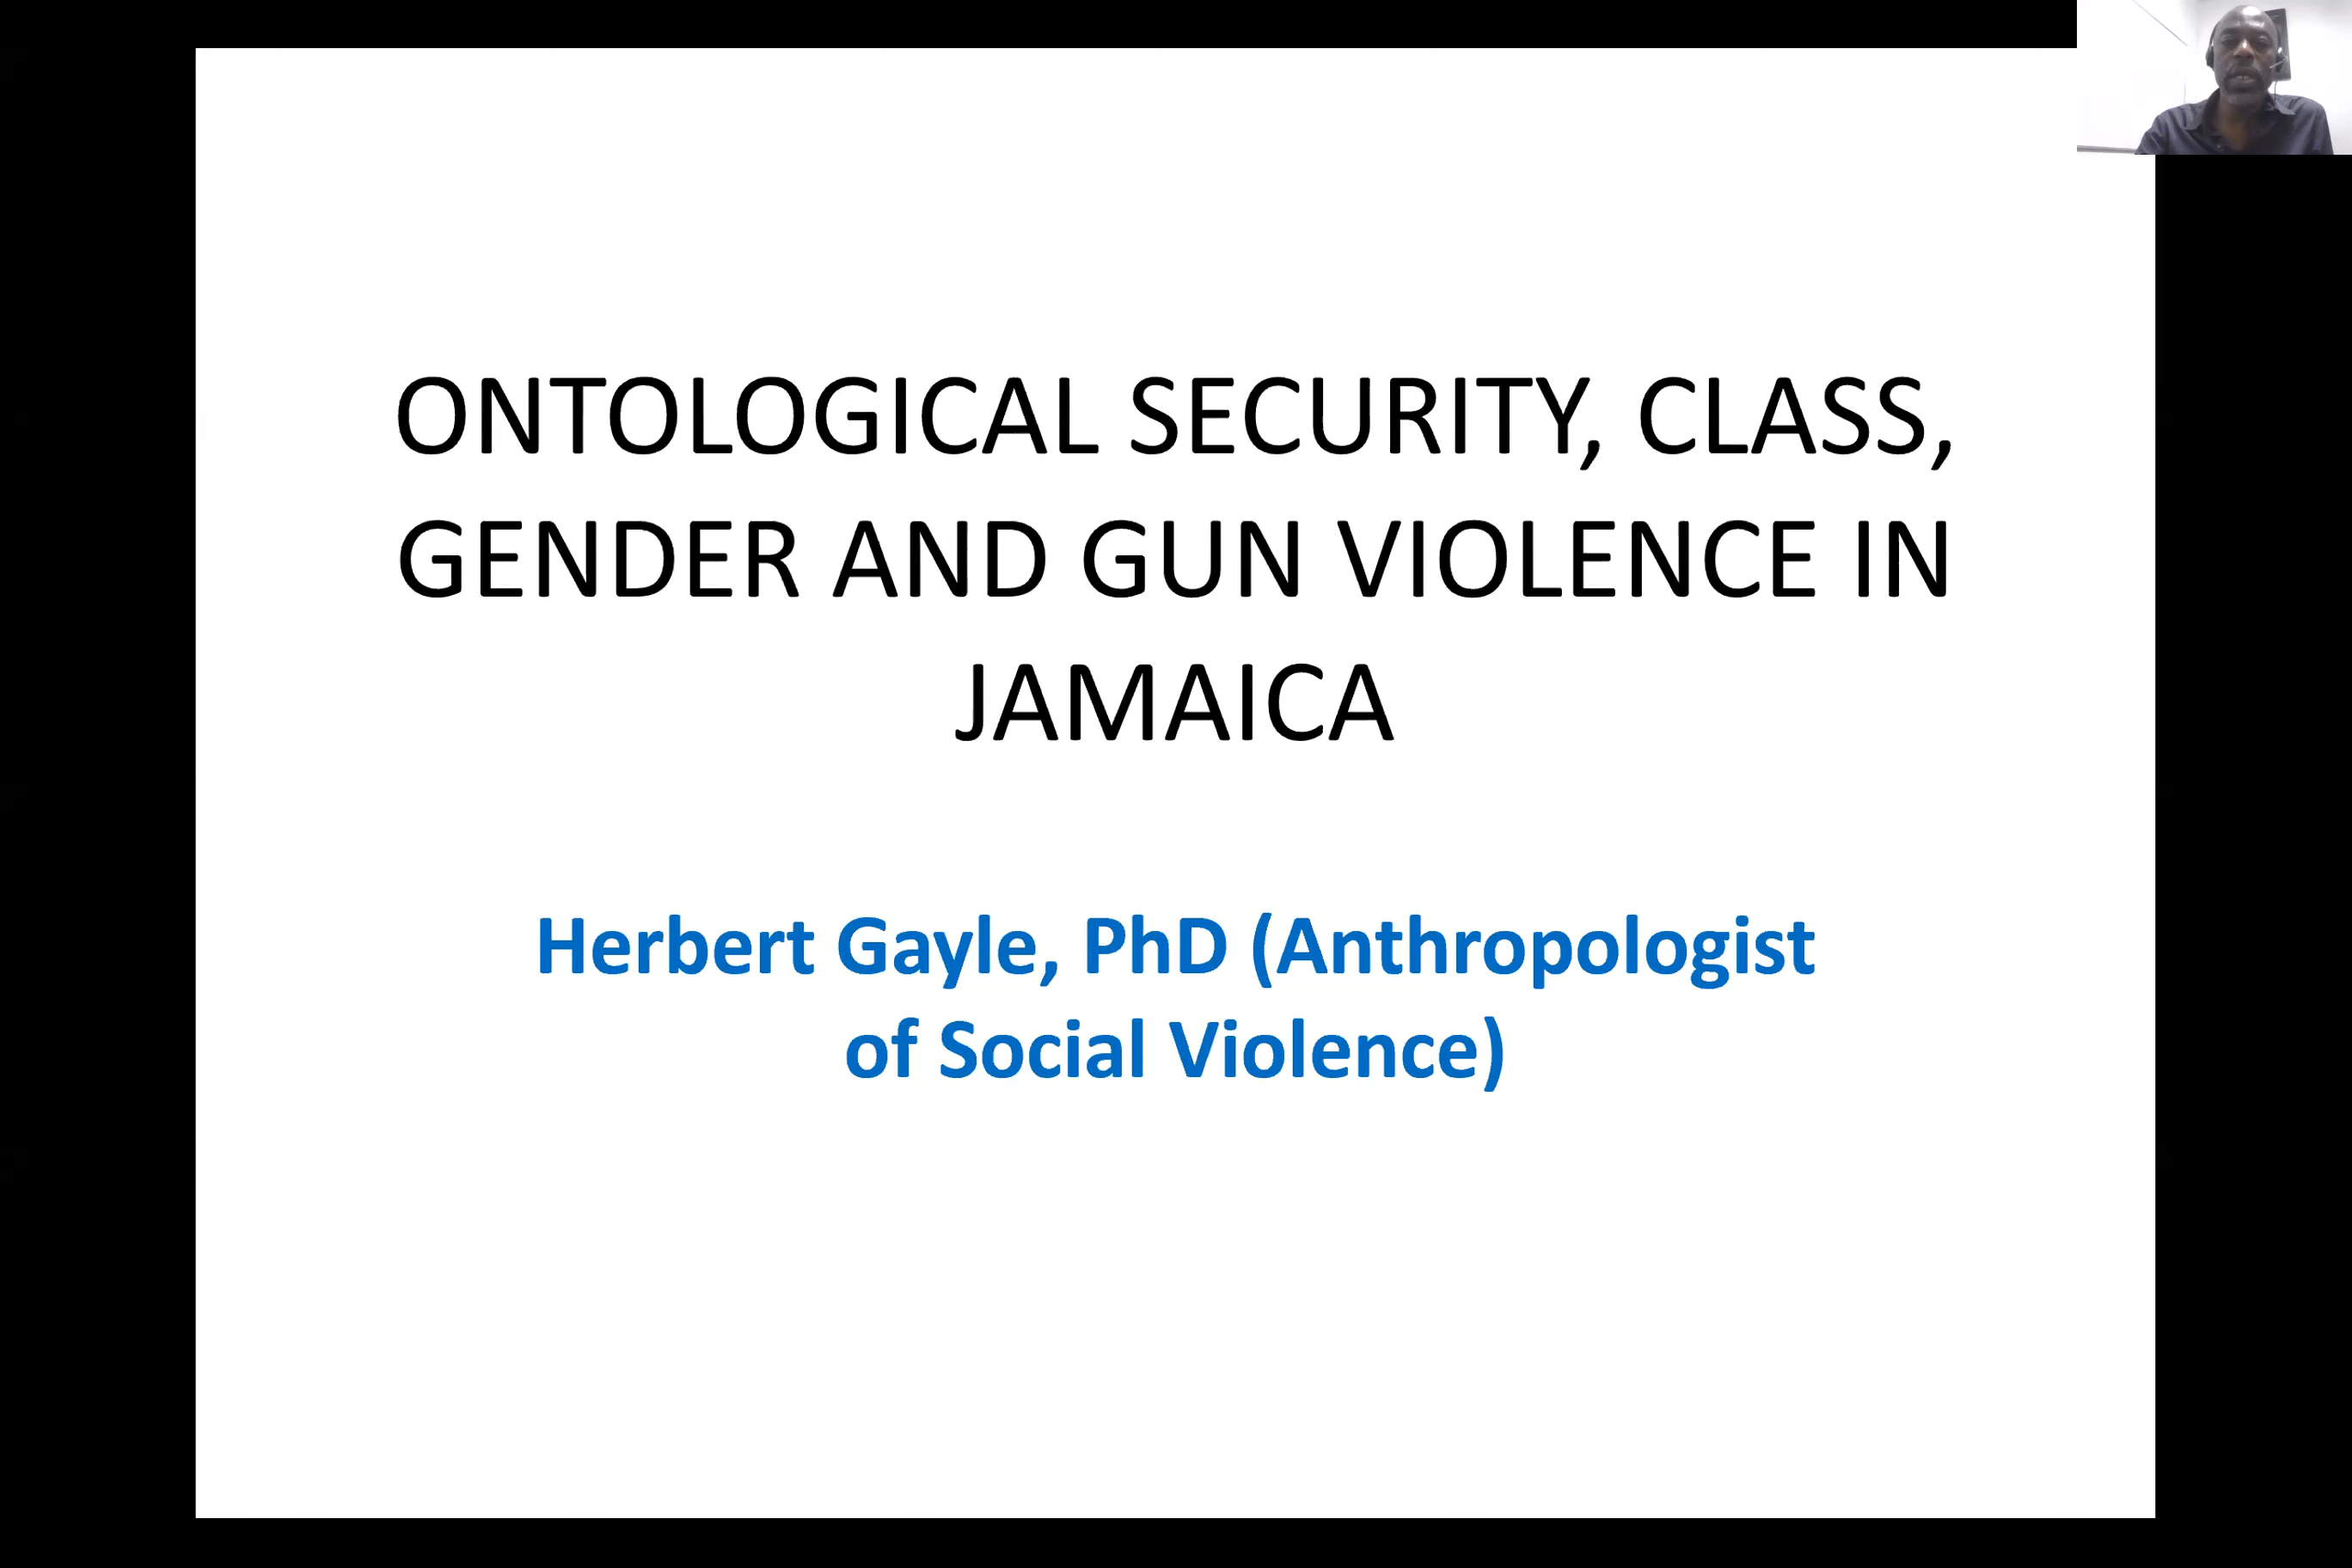 ONTOLOGICAL SECURITY, CLASS,
GENDER AND GUN VIOLENCE IN
JAMAICA
Herbert Gayle, PhD (Anthropologist
of Social Violence)